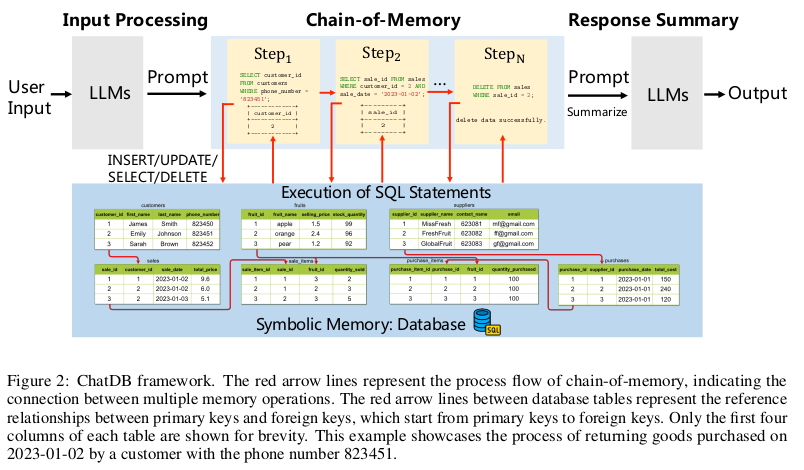 Input Processing
Chain-of-Memory
Response Summary
User
Input
LLMs
Prompt
Step1
SELECT customer_id
FROM customers
WHERE phone_number =
'823451';
+-------------+
| customer_id |
+-------------+
| 2 |
+-------------+
Step2
SELECT sale_id FROM sales
WHERE customer_id = 2 AND
sale_date = '2023-01-02';
+---------+
| sale_id |
+---------+
| 2 |
+---------+
...
StepN
DELETE FROM sales
WHERE sale_id = 2;
delete data successfully.
Prompt
Summarize
LLMs
Output
INSERT/UPDATE/
SELECT/DELETE
Execution of SQL Statements
customers
customer_id first_name last_name phone_number
1 James Smith 823450
2 Emily Johnson 823451
3 Sarah Brown 823452
fruits
fruit_id fruit_name selling_price stock_quantity
1 apple 1.5 99
2 orange 2.4 96
3 pear 1.2 92
suppliers
supplier_id supplier_name contact_name email
1 MissFresh 623081 mf@gmail.com
2 FreshFruit 623082 ff@gmail.com
3 GlobalFruit 623083 gf@gmail.com
sales
sale_id customer_id sale_date total_price
1 1 2023-01-02 9.6
2 2 2023-01-02 6.0
3 3 2023-01-03 5.1
sale_items
sale_item_id sale_id fruit_id quantity_sold
1 1 3 2
2 1 2 3
3 2 3 5
purchase_items
purchase_item_id purchase_id fruit_id quantity_purchased
1 1 1 100
2 2 2 100
3 3 3 100
purchases
purchase_id supplier_id purchase_date total_cost
1 1 2023-01-01 150
2 2 2023-01-01 240
3 3 2023-01-01 120
Symbolic Memory: Database
SQL
Figure 2: ChatDB framework. The red arrow lines represent the process flow of chain-of-memory, indicating the
connection between multiple memory operations. The red arrow lines between database tables represent the reference
relationships between primary keys and foreign keys, which start from primary keys to foreign keys. Only the first four
columns of each table are shown for brevity. This example showcases the process of returning goods purchased on
2023-01-02 by a customer with the phone number 823451.